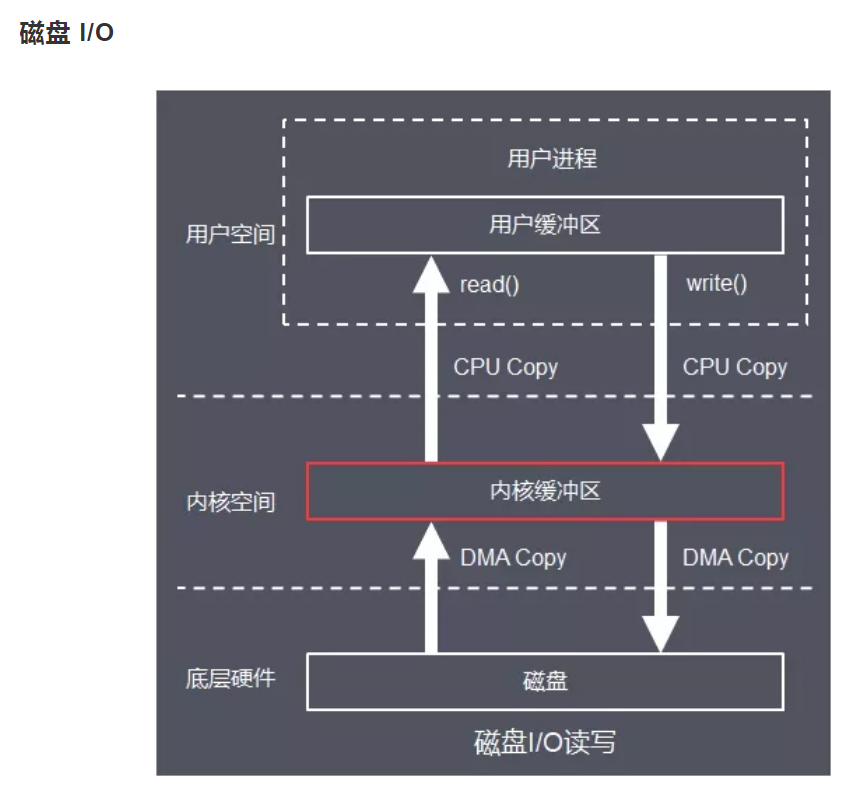 磁盘 I/O
用户进程
用户空间
用户缓冲区
read()
write()
CPU Copy
CPU Copy
内核空间
内核缓冲区
DMA Copy
DMA Copy
底层硬件
磁盘
磁盘I/O读写